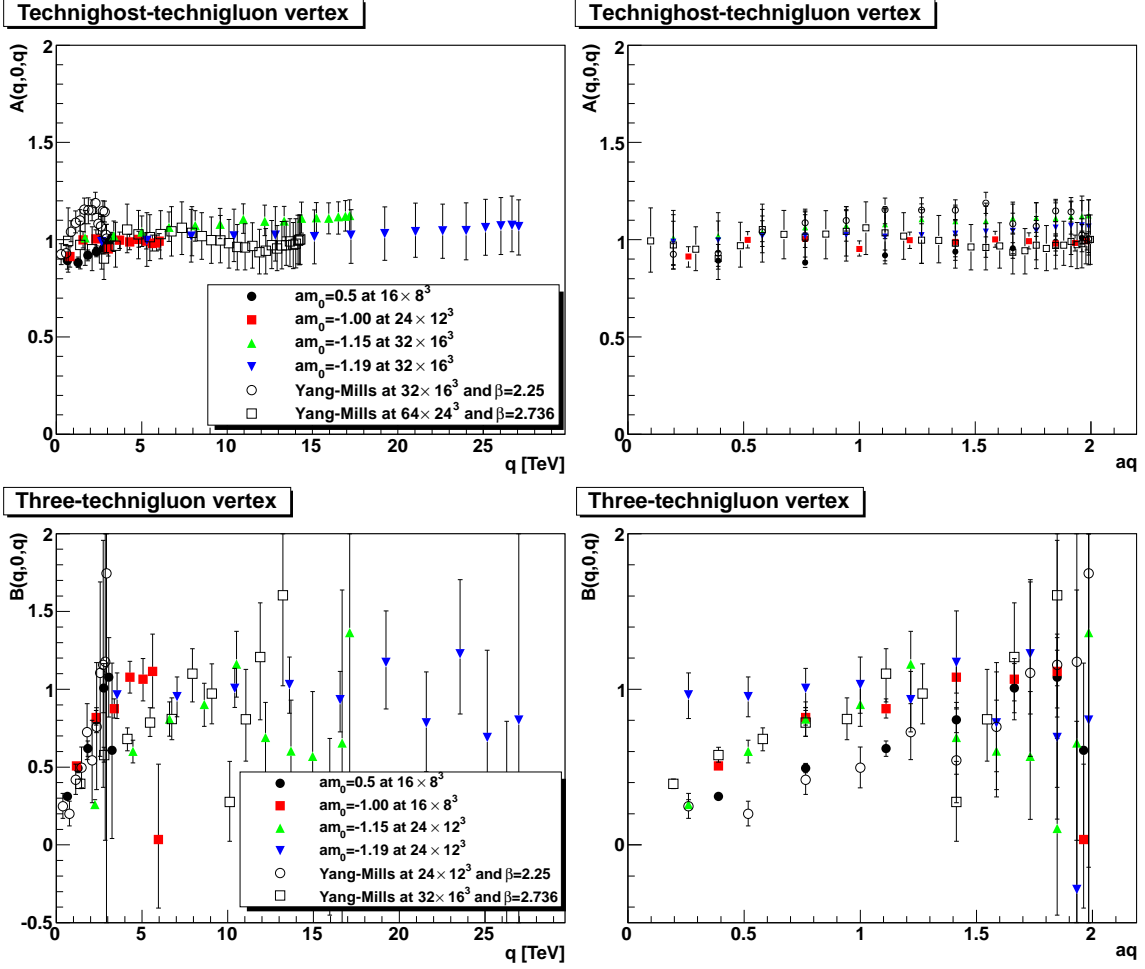 Technighost-technigluon vertex
A(q,0,q)
2
1.5
1
0.5
0
0 5 10 15 20 25
q [TeV]
am₀=0.5 at 16× 8³
am₀=-1.00 at 24× 12³
am₀=-1.15 at 32× 16³
am₀=-1.19 at 32× 16³
Yang-Mills at 32× 16³ and β=2.25
Yang-Mills at 64× 24³ and β=2.736
Technighost-technigluon vertex
A(q,0,q)
2
1.5
1
0.5
0
0 0.5 1 1.5 2
aq
Three-technigluon vertex
B(q,0,q)
2
1.5
1
0.5
0
-0.5
0 5 10 15 20 25
q [TeV]
am₀=0.5 at 16× 8³
am₀=-1.00 at 16× 8³
am₀=-1.15 at 24× 12³
am₀=-1.19 at 24× 12³
Yang-Mills at 24× 12³ and β=2.25
Yang-Mills at 32× 16³ and β=2.736
Three-technigluon vertex
B(q,0,q)
2
1.5
1
0.5
0
0 0.5 1 1.5 2
aq